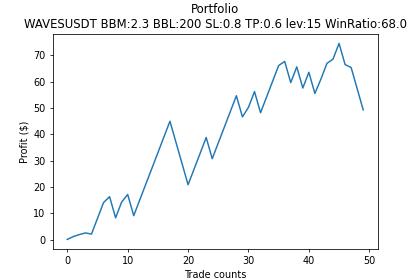 Portfolio
WAVESUSDT BBM:2.3 BBL:200 SL:0.8 TP:0.6 lev:15 WinRatio:68.0
70
60
50
40
30
20
10
0
Profit ($)
0 10 20 30 40 50
Trade counts